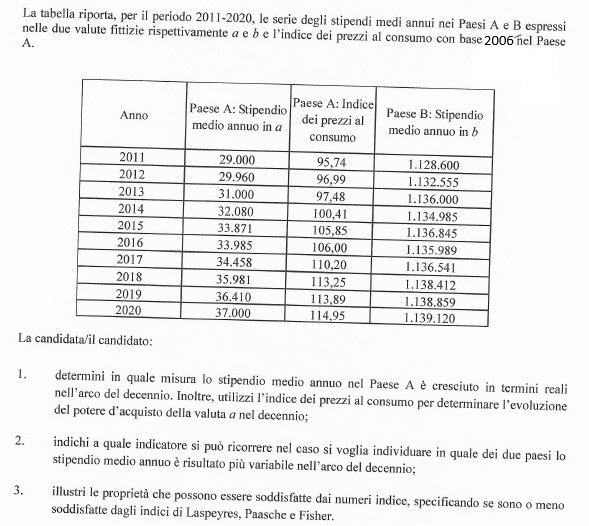 La tabella riporta, per il periodo 2011-2020, le serie degli stipendi medi annui nei Paesi A e B espressi
nelle due valute fittizie rispettivamente a e b e l'indice dei prezzi al consumo con base 2006 nel Paese
A.
Anno Paese A: Stipendio medio annuo in a Paese A: Indice dei prezzi al consumo Paese B: Stipendio medio annuo in b
2011 29.000 95,74 1.128.600
2012 29.960 96,99 1.132.555
2013 31.000 97,48 1.136.000
2014 32.080 100,41 1.134.985
2015 33.871 105,85 1.136.845
2016 33.985 106,00 1.135.989
2017 34.458 110,20 1.136.541
2018 35.981 113,25 1.138.412
2019 36.410 113,89 1.138.859
2020 37.000 114,95 1.139.120
La candidata/il candidato:
1. determini in quale misura lo stipendio medio annuo nel Paese A è cresciuto in termini reali
nell'arco del decennio. Inoltre, utilizzi l'indice dei prezzi al consumo per determinare l'evoluzione
del potere d'acquisto della valuta a nel decennio;
2. indichi a quale indicatore si può ricorrere nel caso si voglia individuare in quale dei due paesi lo
stipendio medio annuo è risultato più variabile nell'arco del decennio;
3. illustri le proprietà che possono essere soddisfatte dai numeri indice, specificando se sono o meno
soddisfatte dagli indici di Laspeyres, Paasche e Fisher.